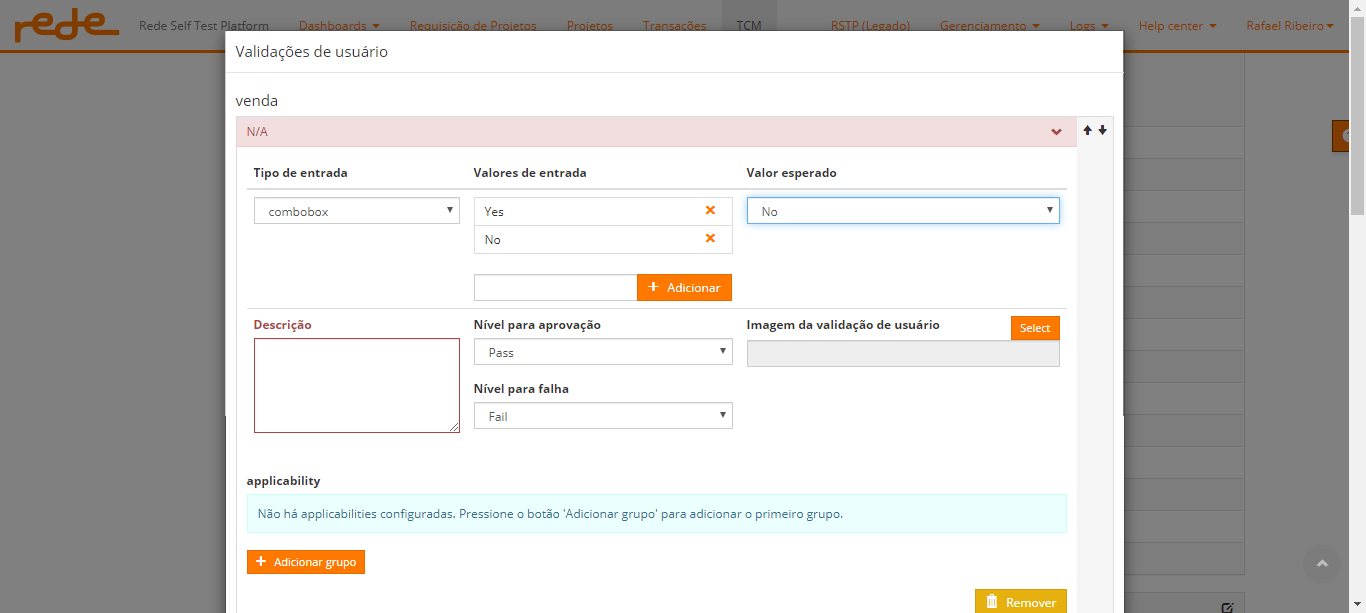 rede Rede Self Test Platform Dashboards Requisição de Projetos Projetos Transações TCM RSTP (Legado) Gerenciamento Logs Help center Rafael Ribeiro
Validações de usuário
venda
N/A
Tipo de entrada Valores de entrada Valor esperado
combobox Yes No
No
Adicionar
Descrição Nível para aprovação Imagem da validação de usuário Select
Pass
Nível para falha
Fail
applicability
Não há applicabilities configuradas. Pressione o botão 'Adicionar grupo' para adicionar o primeiro grupo.
Adicionar grupo
Remover